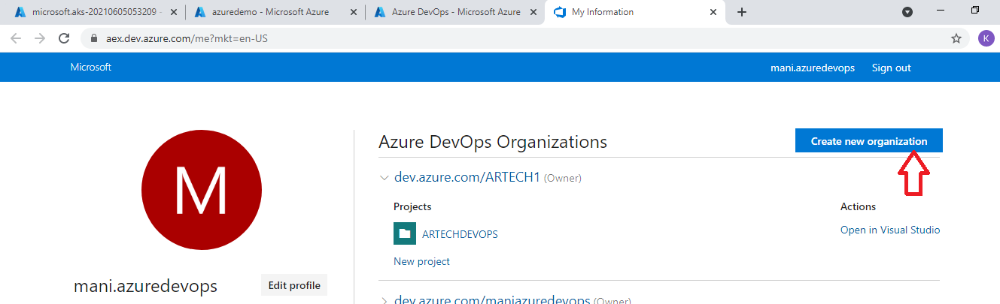 microsoft.aks-20210605053209 -
azuredemo - Microsoft Azure
Azure DevOps - Microsoft Azure
My Information
aex.dev.azure.com/me?mkt=en-US
K
Microsoft
mani.azuredevops
Sign out
M
mani.azuredevops
Edit profile
Azure DevOps Organizations
Create new organization
dev.azure.com/ARTECH1 (Owner)
Projects
Actions
ARTECHDEVOPS
Open in Visual Studio
New project
dev.azure.com/maniazuredevops (Owner)